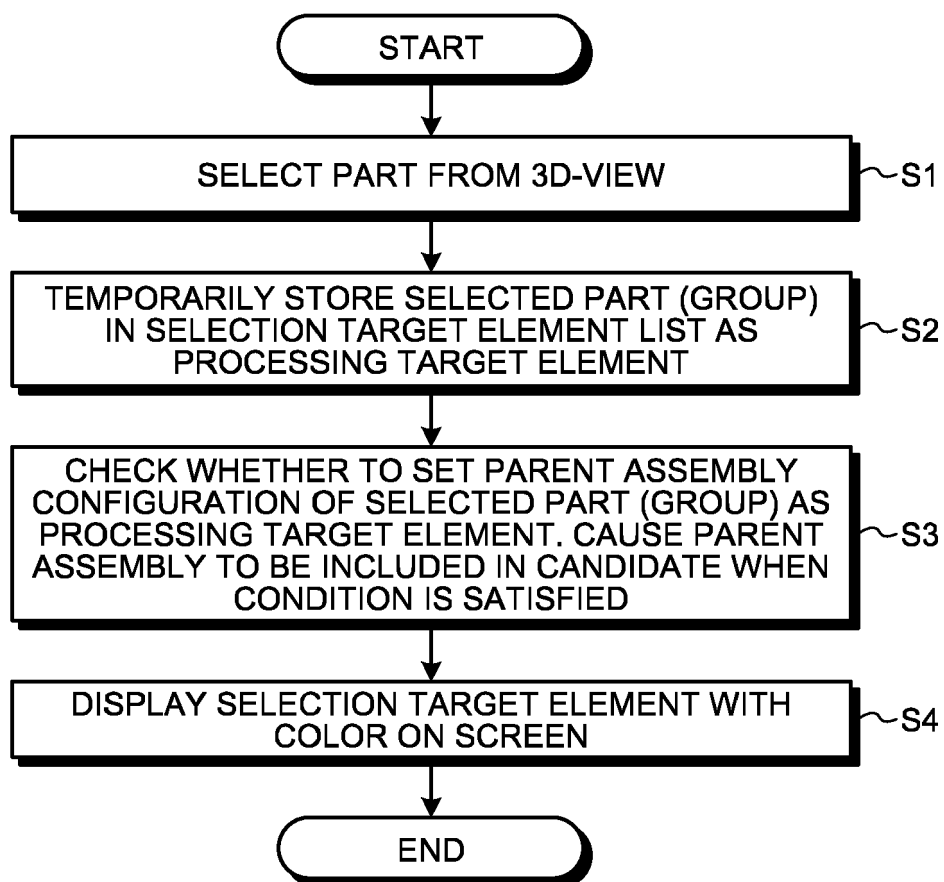 START
SELECT PART FROM 3D-VIEW
S1
TEMPORARILY STORE SELECTED PART (GROUP)
IN SELECTION TARGET ELEMENT LIST AS
PROCESSING TARGET ELEMENT
S2
CHECK WHETHER TO SET PARENT ASSEMBLY
CONFIGURATION OF SELECTED PART (GROUP) AS
PROCESSING TARGET ELEMENT. CAUSE PARENT
ASSEMBLY TO BE INCLUDED IN CANDIDATE WHEN
CONDITION IS SATISFIED
S3
DISPLAY SELECTION TARGET ELEMENT WITH
COLOR ON SCREEN
S4
END